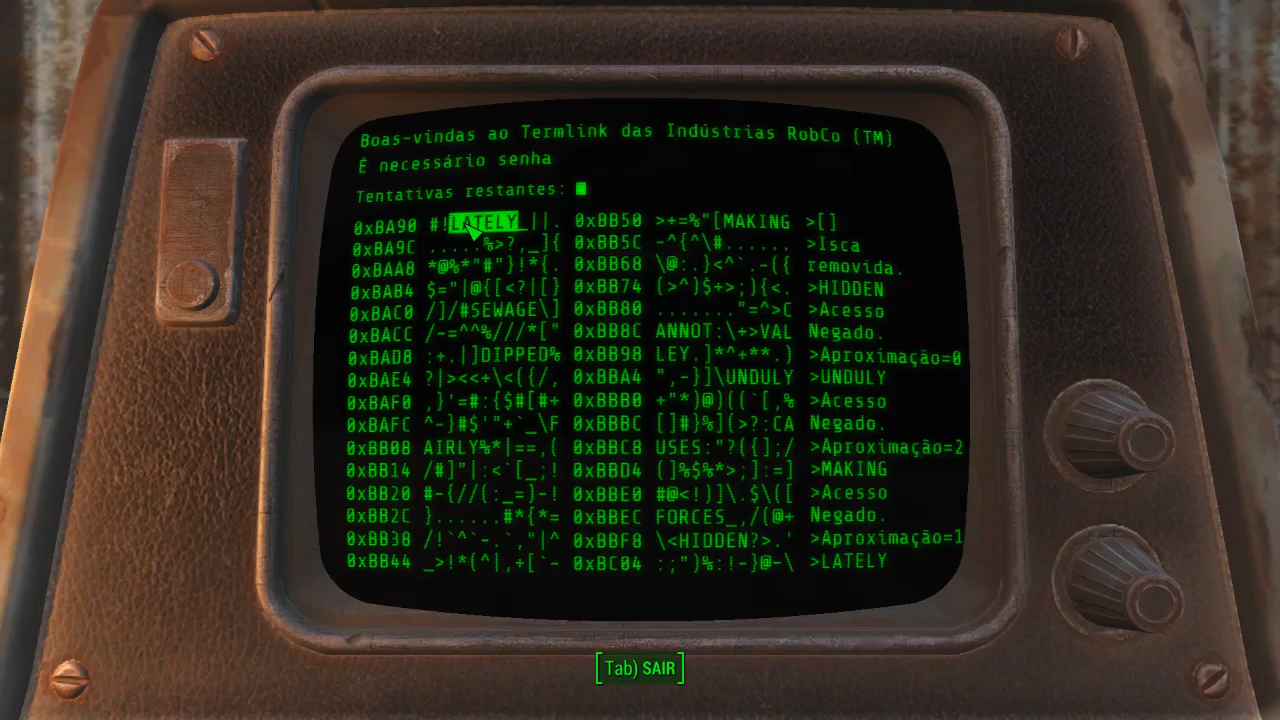 Boas-vindas ao Termlink das Indústrias RobCo (TM)
É necessário senha
Tentativas restantes: ■
0xBA90 #!LATELY_||. 0xBB50 >+=%"[MAKING >[]
0xBA9C .....%>?,_]{ 0xBB5C -^{^\#...... >Isca
0xBAA8 *@%*"#"}!*{. 0xBB68 \@:.}<^`.-({ removida.
0xBAB4 $="|@{[<?|[} 0xBB74 (>^)$+>;){<. >HIDDEN
0xBAC0 /]/#SEWAGE\] 0xBB80 ......."=^>C >Acesso
0xBACC /-=^^%///*[" 0xBB8C ANNOT:\+>VAL Negado.
0xBAD8 :+.|]DIPPED% 0xBB98 LEY.]*^+**.) >Aproximação=0
0xBAE4 ?|><<+\<({/, 0xBBA4 ",-}]\UNDULY >UNDULY
0xBAF0 ,}'=#:{$#[#+ 0xBBB0 +"*)@)((`[,% >Acesso
0xBAFC ^-}#$'"+`_\F 0xBBBC []#}%](>?:CA Negado.
0xBB08 AIRLY%*|==,( 0xBBC8 USES:"?({];/ >Aproximação=2
0xBB14 /#]"|:<`[_;! 0xBBD4 (]%$%*>;]:=] >MAKING
0xBB20 #-{//(:_=)-! 0xBBE0 #@<!)]\.$\([ >Acesso
0xBB2C }......#*{*= 0xBBEC FORCES_,/(@+ Negado.
0xBB38 /!`^`-.`,"|^ 0xBBF8 \<HIDDEN?>.' >Aproximação=1
0xBB44 _>!*(^|,+[`- 0xBC04 :;")%:!-}@-\ >LATELY
[Tab) SAIR]